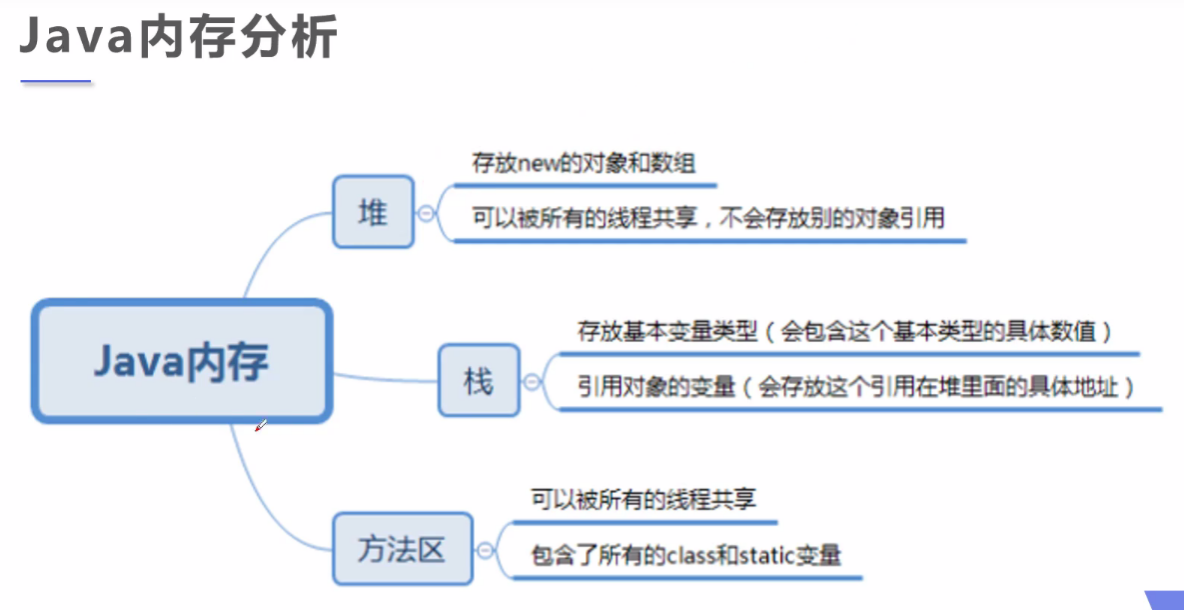 Java内存分析
存放new的对象和数组
堆
可以被所有的线程共享，不会存放别的对象引用
存放基本变量类型（会包含这个基本类型的具体数值）
Java内存
栈
引用对象的变量（会存放这个引用在堆里面的具体地址）
可以被所有的线程共享
方法区
包含了所有的class和static变量